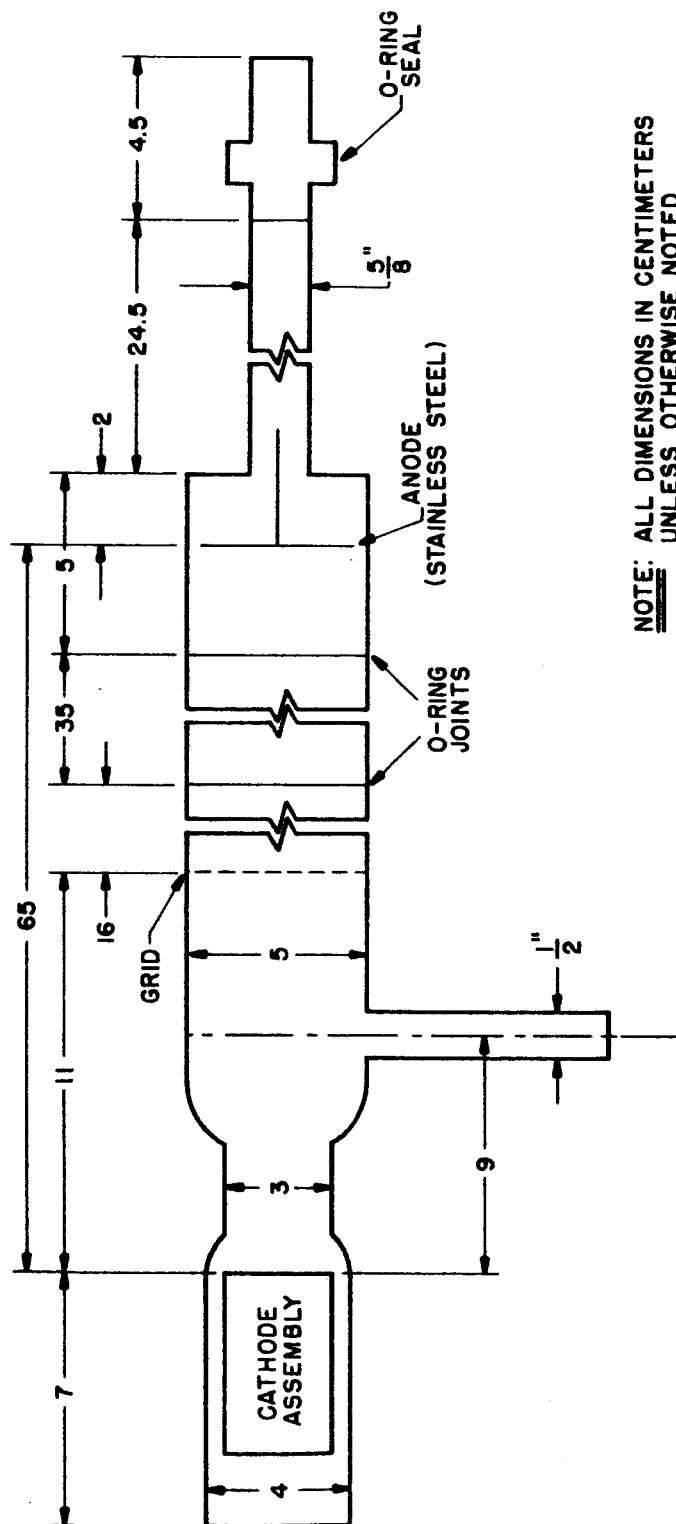 4.5
24.5
2
5
35
65
16
11
7
O-RING
SEAL
5"
8
ANODE
(STAINLESS STEEL)
O-RING
JOINTS
GRID
5
1"
2
3
9
CATHODE
ASSEMBLY
4
NOTE: ALL DIMENSIONS IN CENTIMETERS
UNLESS OTHERWISE NOTED